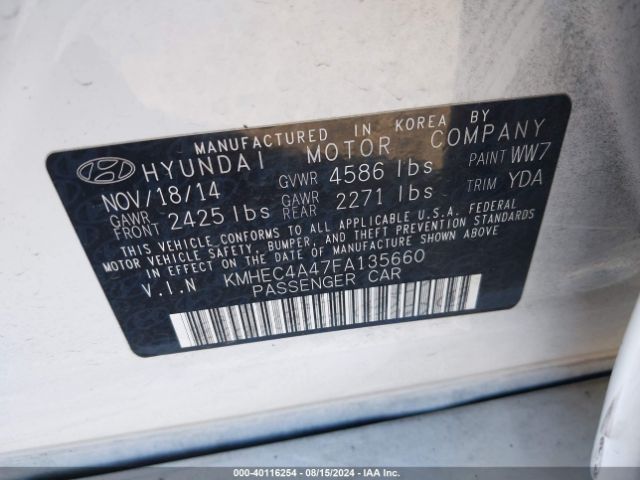 MANUFACTURED IN KOREA BY
HYUNDAI MOTOR COMPANY
NOV/18/14 GVWR 4586 lbs PAINT WW7
GAWR FRONT 2425 lbs GAWR REAR 2271 lbs TRIM YDA
THIS VEHICLE CONFORMS TO ALL APPLICABLE U.S.A. FEDERAL
MOTOR VEHICLE SAFETY, BUMPER, AND THEFT PREVENTION STANDARDS
IN EFFECT ON THE DATE OF MANUFACTURE SHOWN ABOVE.
V.I.N KMHEC4A47FA135660
PASSENGER CAR
000-40116254 - 08/15/2024 - IAA Inc.